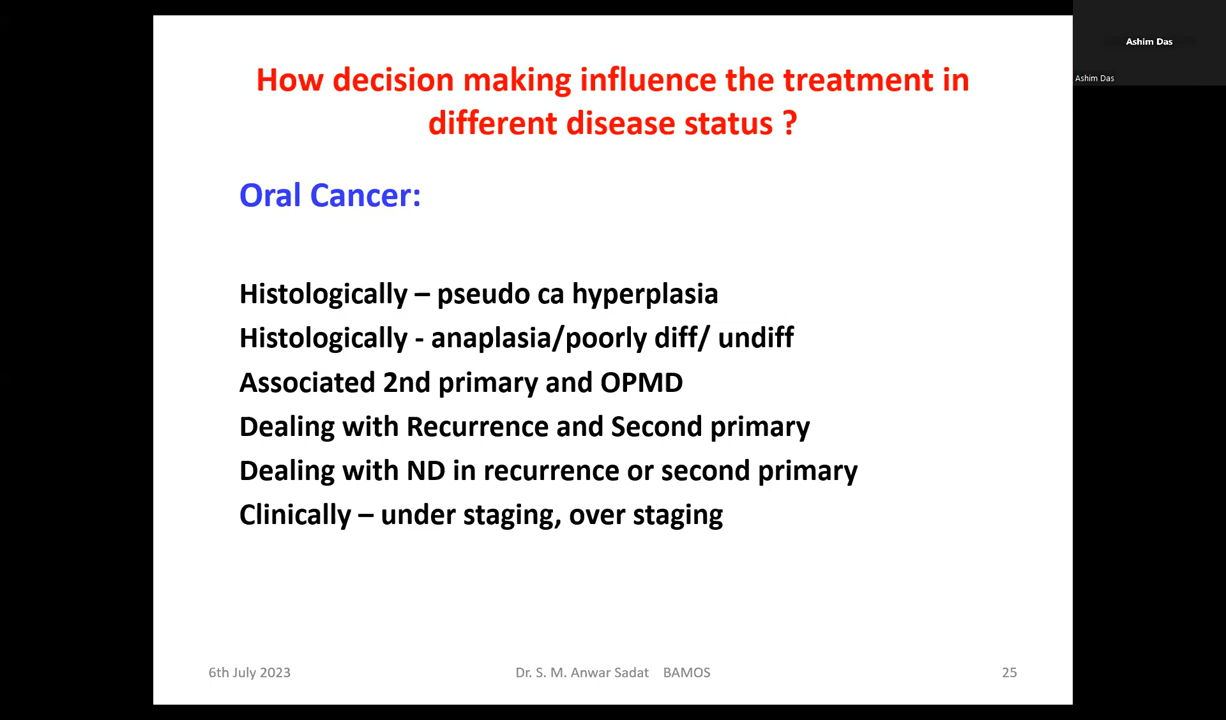 How decision making influence the treatment in
different disease status ?
Oral Cancer:
Histologically – pseudo ca hyperplasia
Histologically - anaplasia/poorly diff/ undiff
Associated 2nd primary and OPMD
Dealing with Recurrence and Second primary
Dealing with ND in recurrence or second primary
Clinically – under staging, over staging
6th July 2023 Dr. S. M. Anwar Sadat BAMOS 25
Ashim Das
Ashim Das